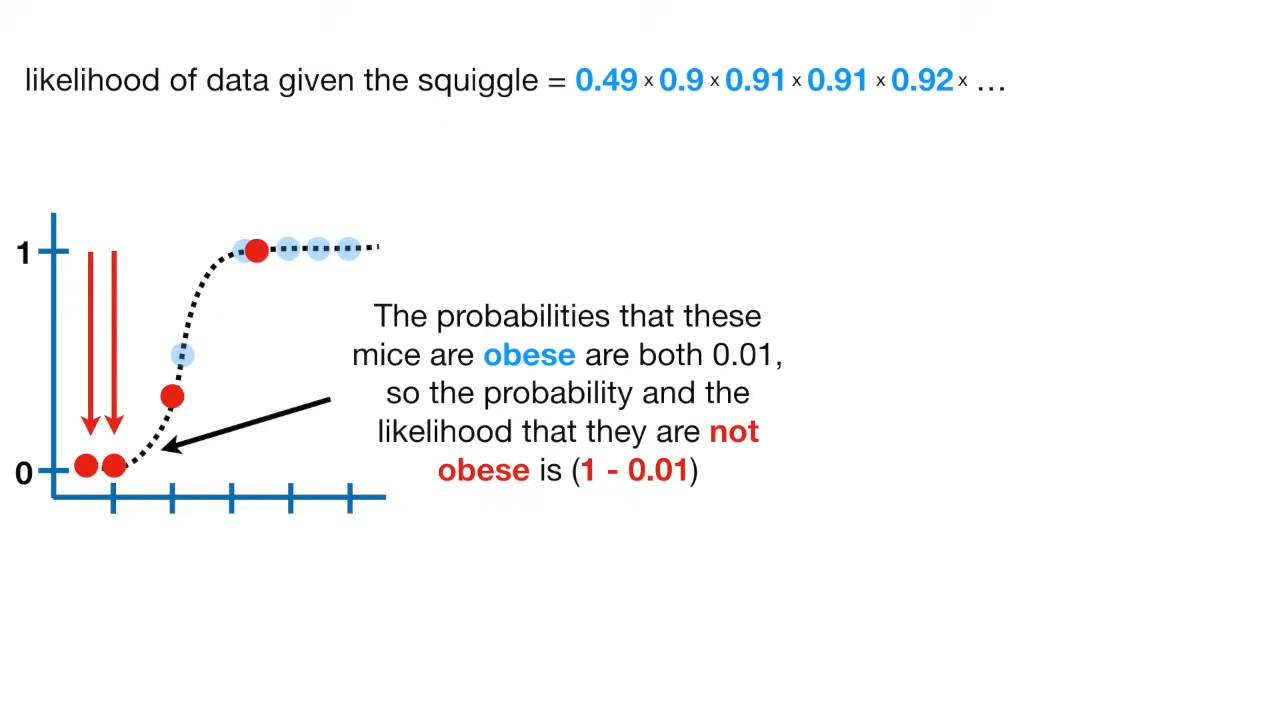 likelihood of data given the squiggle = 0.49 x 0.9 x 0.91 x 0.91 x 0.92 x …
1
The probabilities that these
mice are obese are both 0.01,
so the probability and the
likelihood that they are not
obese is (1 - 0.01)
0